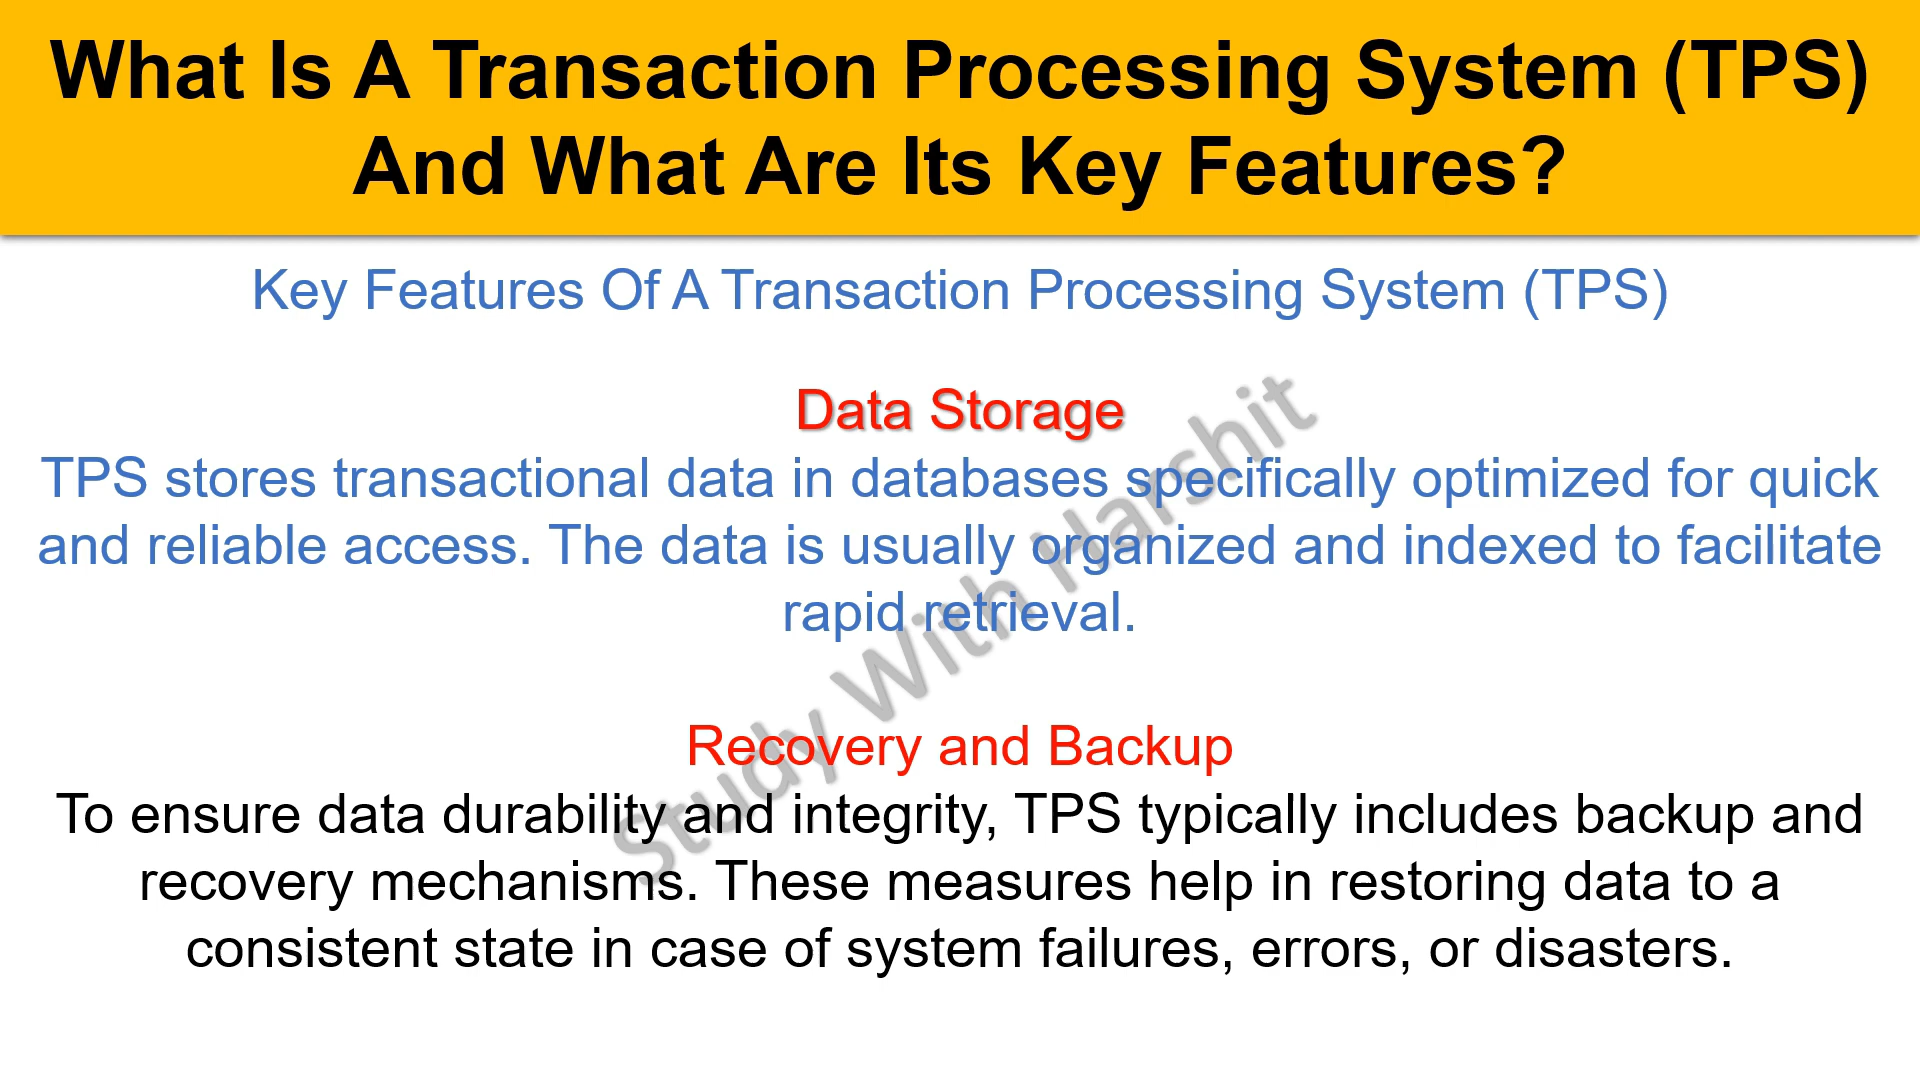 What Is A Transaction Processing System (TPS)
And What Are Its Key Features?
Key Features Of A Transaction Processing System (TPS)
Data Storage
TPS stores transactional data in databases specifically optimized for quick
and reliable access. The data is usually organized and indexed to facilitate
rapid retrieval.
Recovery and Backup
To ensure data durability and integrity, TPS typically includes backup and
recovery mechanisms. These measures help in restoring data to a
consistent state in case of system failures, errors, or disasters.
Study With Harshit